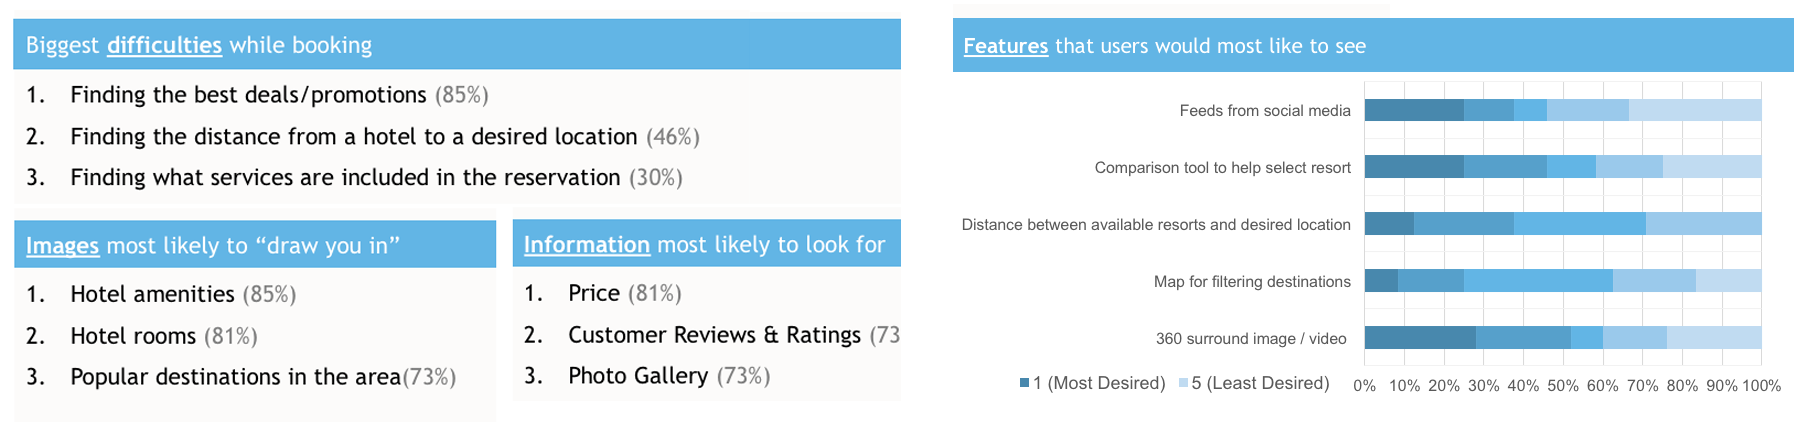 Biggest difficulties while booking
1. Finding the best deals/promotions (85%)
2. Finding the distance from a hotel to a desired location (46%)
3. Finding what services are included in the reservation (30%)
Images most likely to “draw you in”
1. Hotel amenities (85%)
2. Hotel rooms (81%)
3. Popular destinations in the area(73%)
Information most likely to look for
1. Price (81%)
2. Customer Reviews & Ratings (73
3. Photo Gallery (73%)
Features that users would most like to see
Feeds from social media
Comparison tool to help select resort
Distance between available resorts and desired location
Map for filtering destinations
360 surround image / video
1 (Most Desired) 5 (Least Desired)
0% 10% 20% 30% 40% 50% 60% 70% 80% 90% 100%